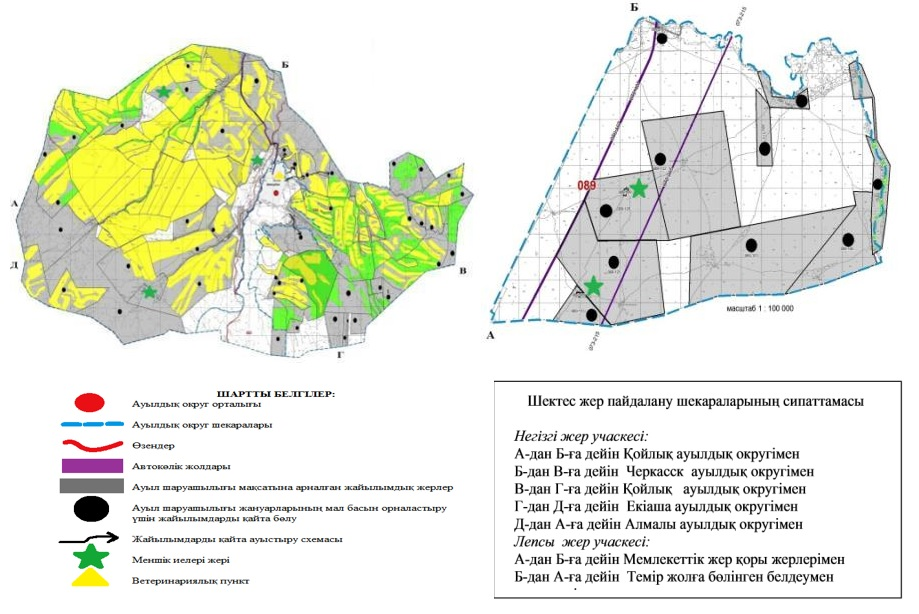 Б
А
Д
В
Г
Б
073-215
089
А
073-215
масштаб 1 : 100 000
ШАРТТЫ БЕЛГІЛЕР:
Ауылдық округ орталығы
Ауылдық округ шекаралары
Өзендер
Автокөлік жолдары
Ауыл шаруашылығы мақсатына арналған жайылымдық жерлер
Ауыл шаруашылығы жануарларының мал басын орналастыру
үшін жайылымдарды қайта бөлу
Жайылымдарды қайта ауыстыру схемасы
Меншік иелері жері
Ветеринариялық пункт
Шектес жер пайдалану шекараларының сипаттамасы
Негізгі жер учаскесі:
А-дан Б-ға дейін Қойлық ауылдық округімен
Б-дан В-ға дейін Черкасск ауылдық округімен
В-дан Г-ға дейін Қойлық ауылдық округімен
Г-дан Д-ға дейін Екіаша ауылдық округімен
Д-дан А-ға дейін Алмалы ауылдық округімен
Лепсы жер учаскесі:
А-дан Б-ға дейін Мемлекеттік жер қоры жерлерімен
Б-дан А-ға дейін Темір жолға бөлінген белдеумен